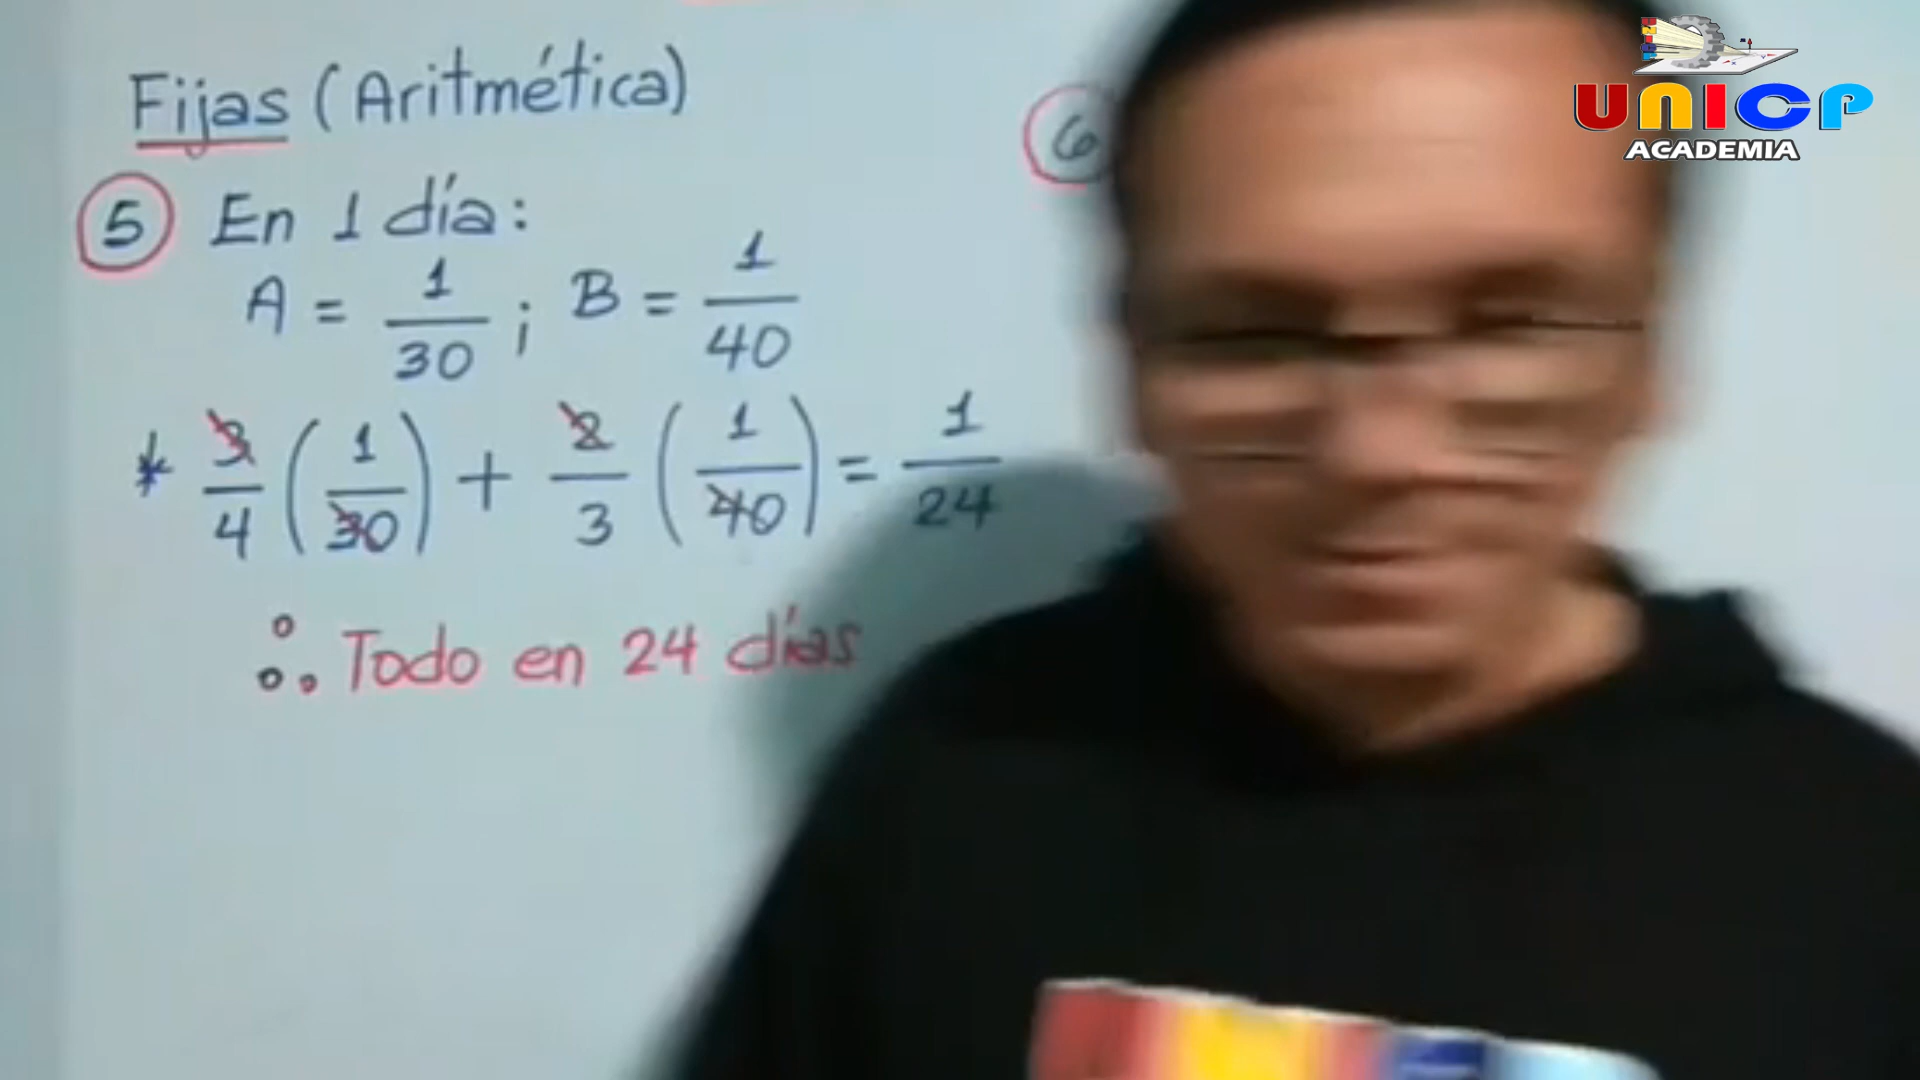 Fijas (Aritmética)
5 En 1 día:
A = 1/30 ; B = 1/40
* 3/4 (1/30) + 2/3 (1/40) = 1/24
∴ Todo en 24 días
6
UNICP
ACADEMIA